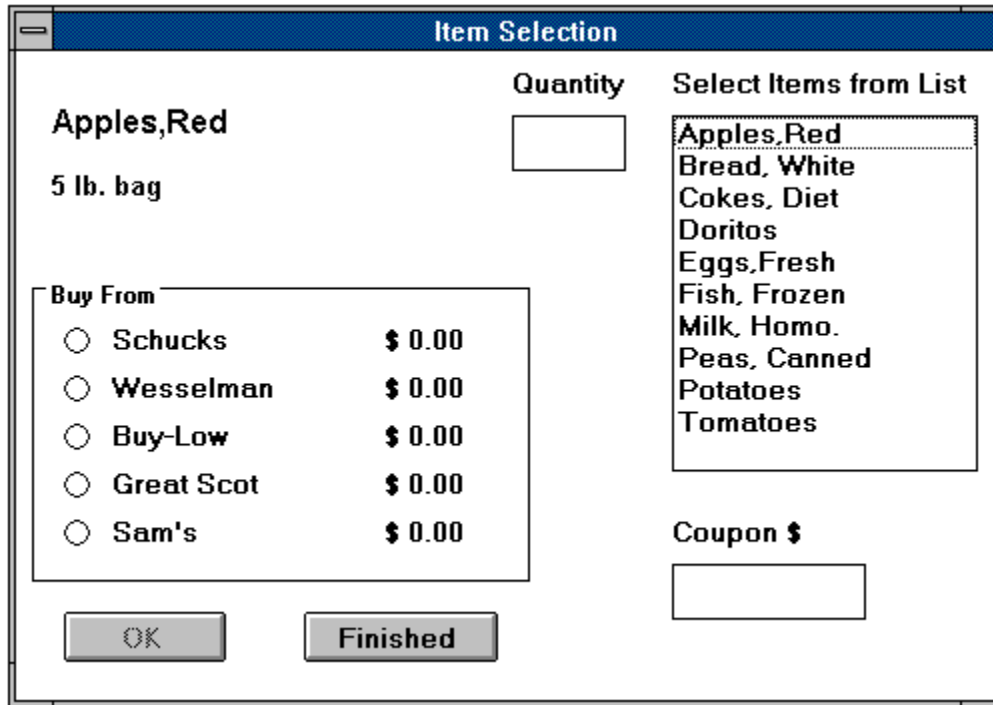 Item Selection
Quantity
Select Items from List
Apples,Red
5 lb. bag
Apples,Red
Bread, White
Cokes, Diet
Doritos
Eggs,Fresh
Fish, Frozen
Milk, Homo.
Peas, Canned
Potatoes
Tomatoes
Buy From
Schucks $ 0.00
Wesselman $ 0.00
Buy-Low $ 0.00
Great Scot $ 0.00
Sam's $ 0.00
Coupon $
OK
Finished